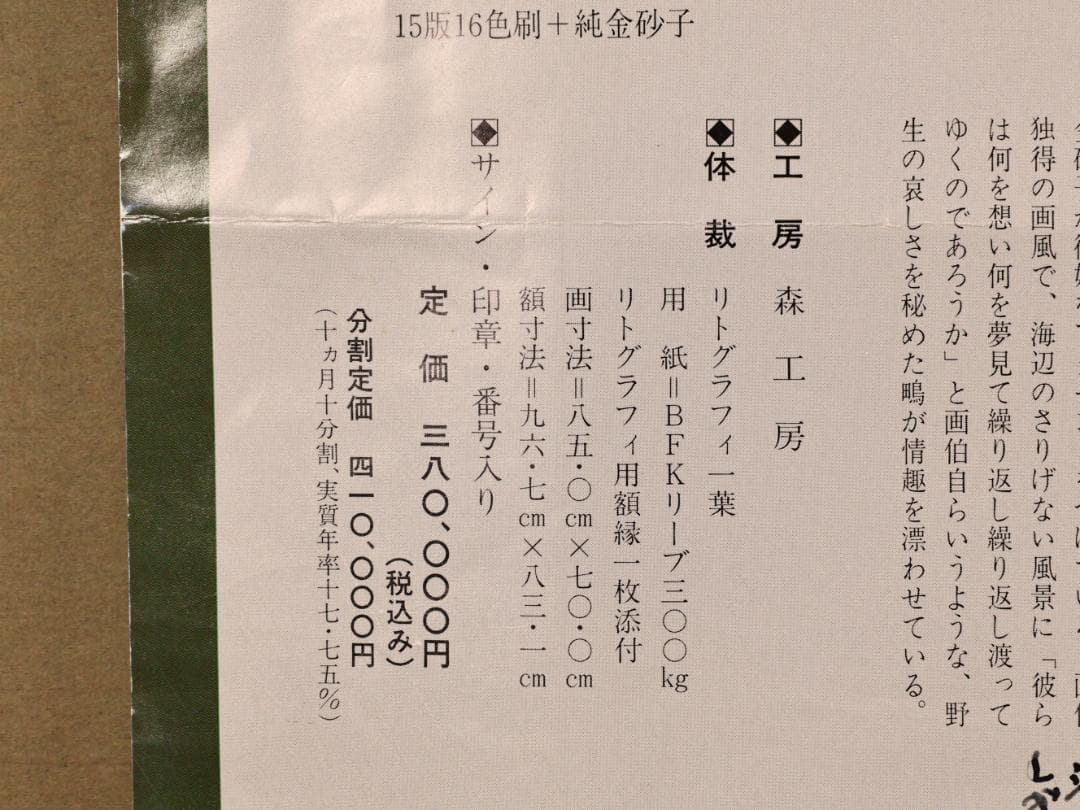 15版16色刷＋純金砂子
独得の画風で、海辺のさりげない風景に「彼ら
は何を想い何を夢見て繰り返し繰り返し渡って
ゆくのであろうか」と画伯自らいうような、野
生の哀しさを秘めた鴫が情趣を漂わせている。
◆工　房　森　工　房
◆体　裁　リトグラフィ一葉
用　紙＝BFKリーブ三〇〇kg
リトグラフィ用額縁一枚添付
画寸法＝八五・〇cm×七〇・〇cm
額寸法＝九六・七cm×八三・一cm
◆サイン・印章・番号入り
定　価　三八〇、〇〇〇円
（税込み）
分割定価　四一〇、〇〇〇円
（十ヵ月十分割、実質年率十七・七五％）